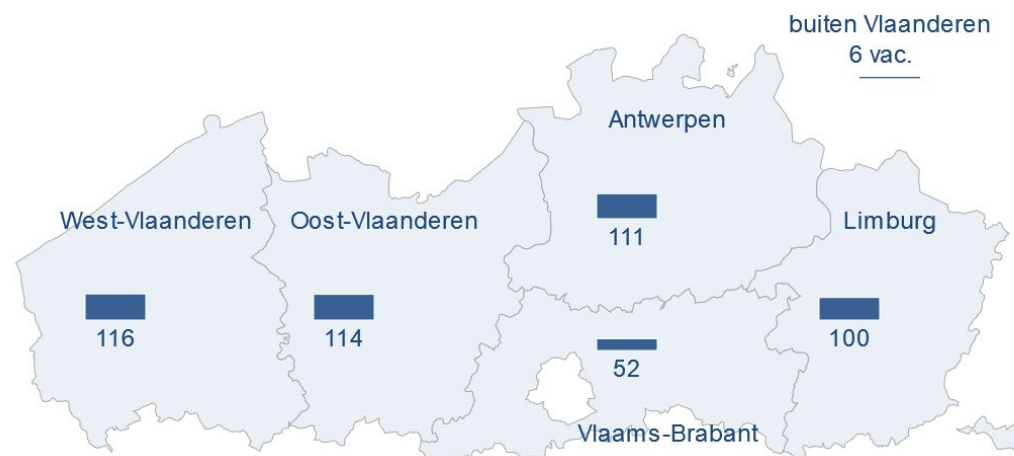 buiten Vlaanderen
6 vac.
Antwerpen
111
West-Vlaanderen
116
Oost-Vlaanderen
114
Limburg
100
52
Vlaams-Brabant